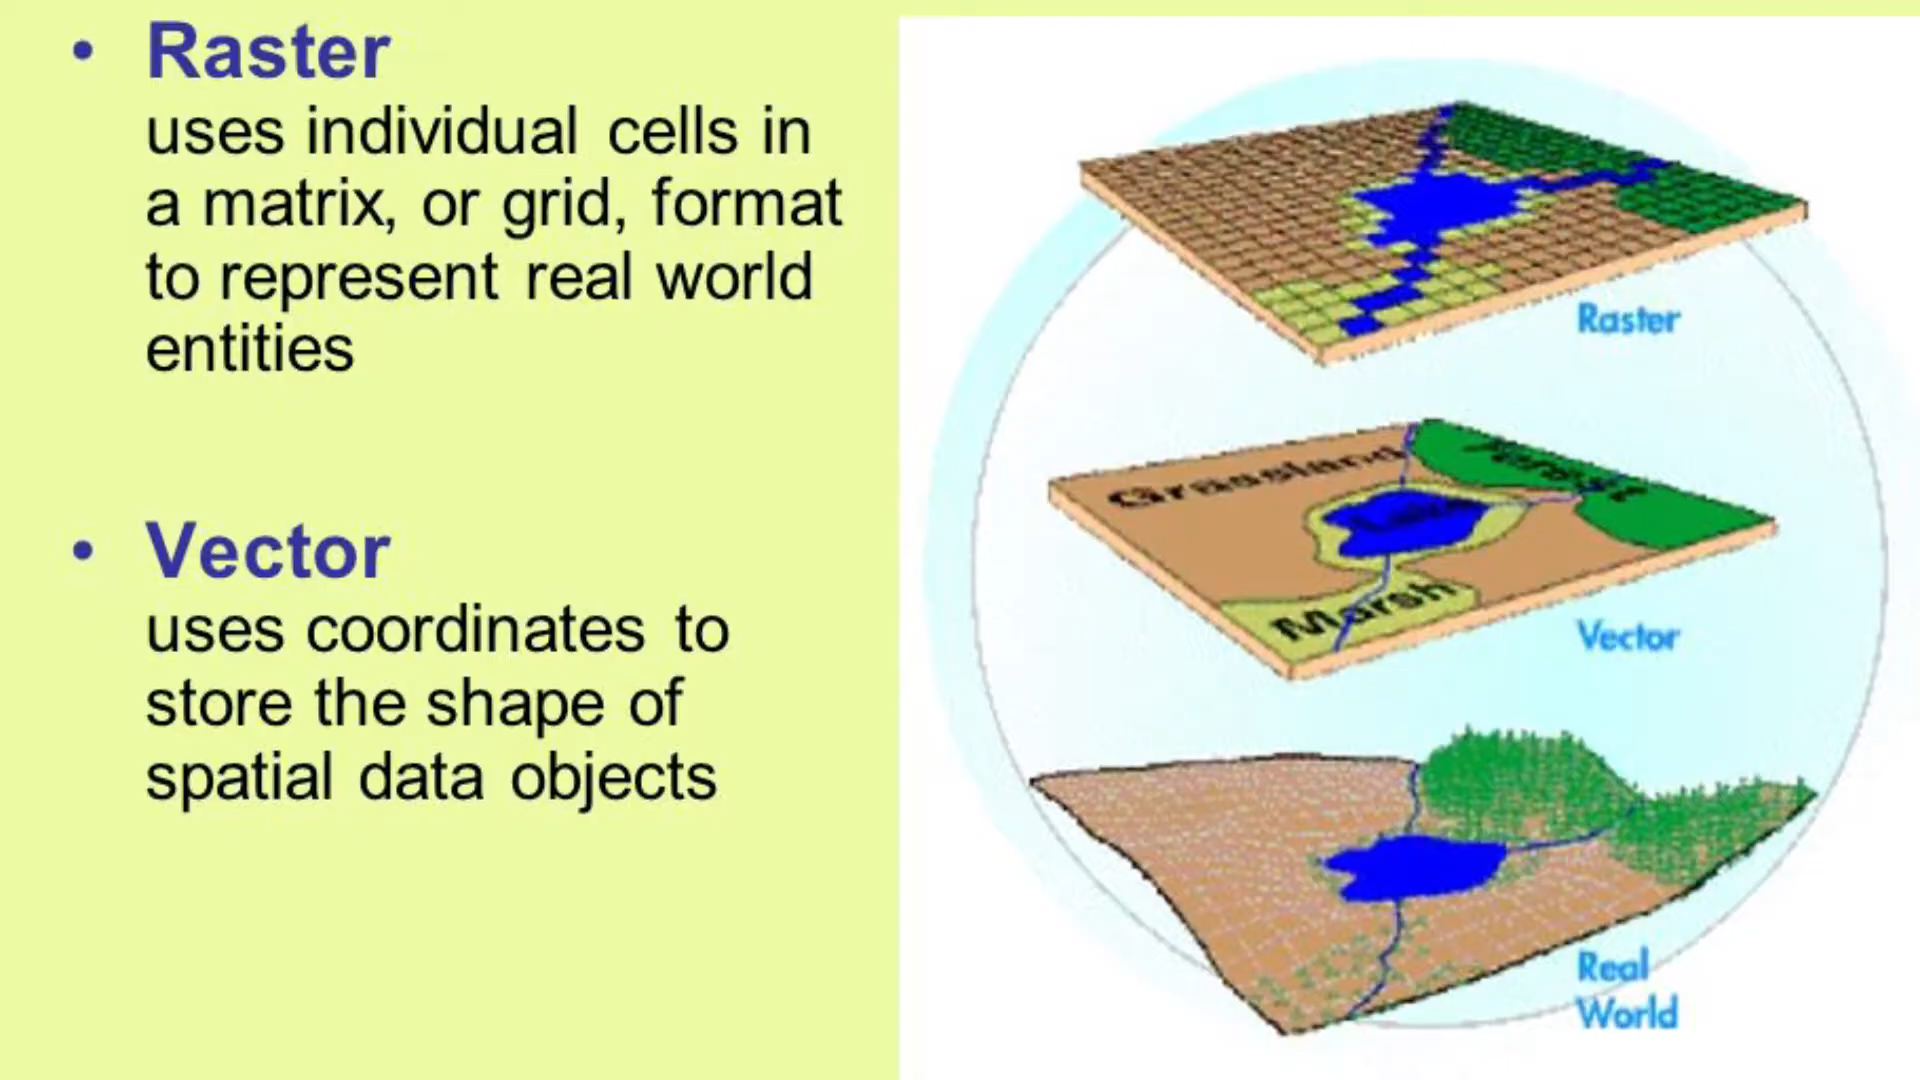 • Raster
uses individual cells in
a matrix, or grid, format
to represent real world
entities
• Vector
uses coordinates to
store the shape of
spatial data objects
Raster
Grassland
Marsh
Vector
Real
World